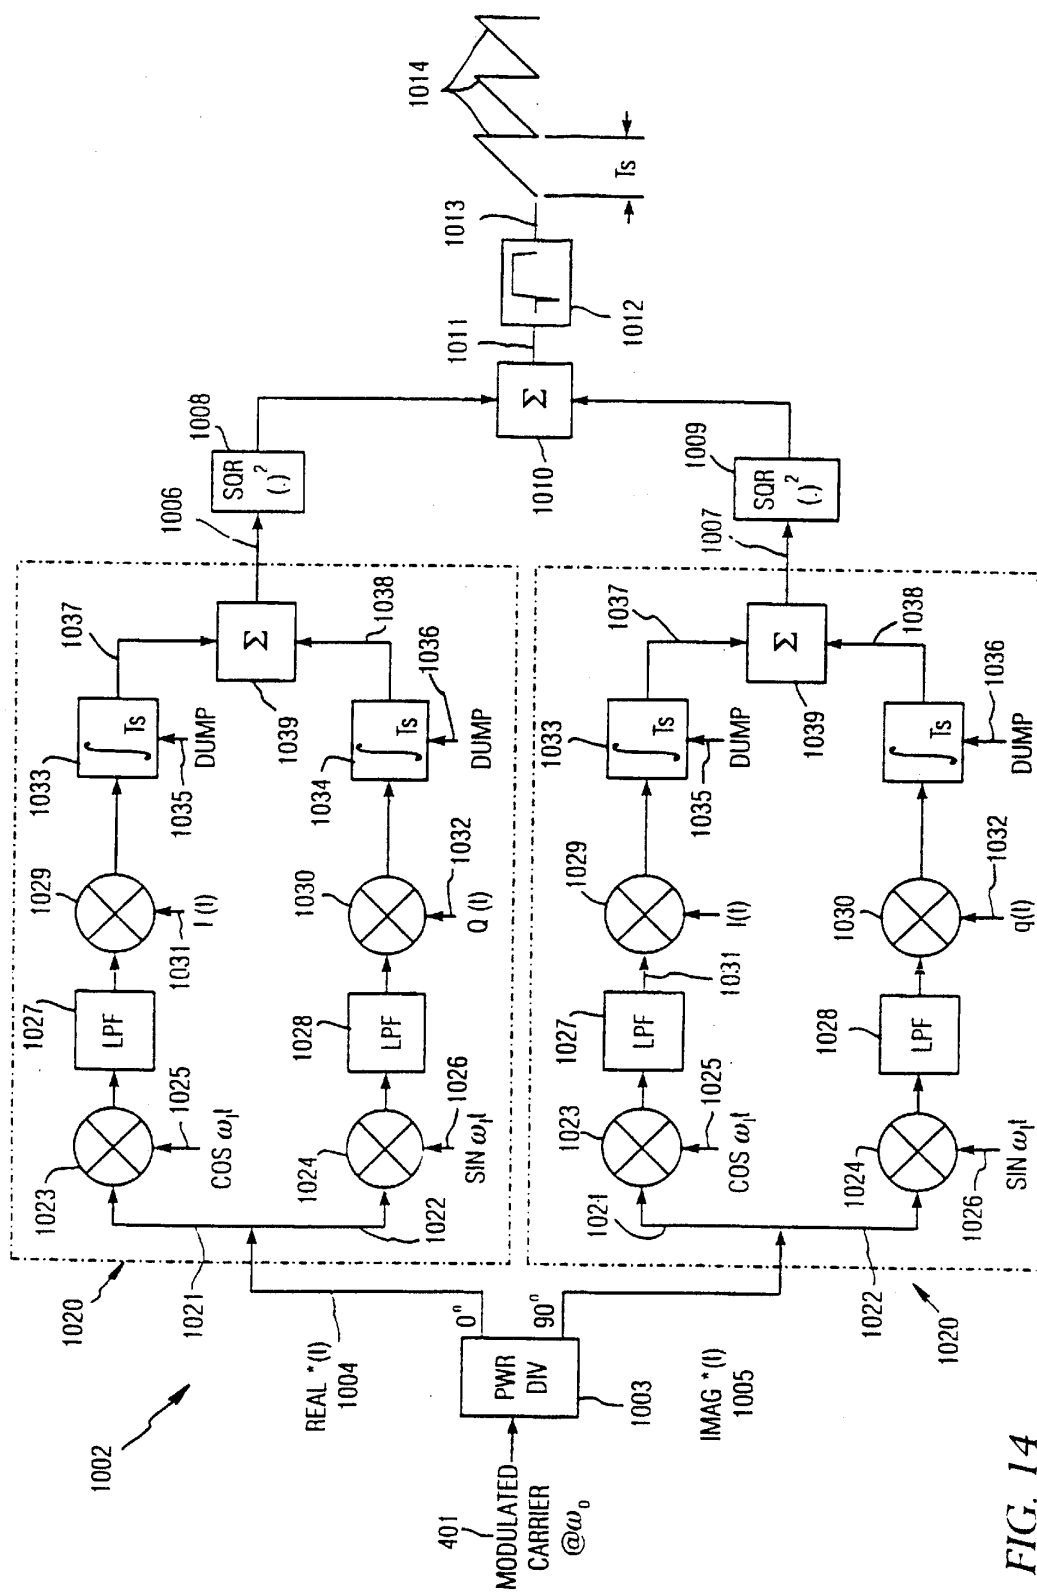 1002
401
MODULATED
CARRIER
@ω₀
PWR
DIV
1003
0"
90"
REAL *(t)
1004
IMAG *(t)
1005
1020
1021
1022
1023
COS ω₁t
1025
1027
LPF
1029
I (t)
1031
1033
∫ Ts
DUMP
1035
1037
1024
SIN ω₁t
1026
1028
LPF
1030
Q (t)
1032
1034
∫ Ts
DUMP
1036
1038
Σ
1039
1006
SQR
(.)²
1008
1020
1021
1022
1023
COS ω₁t
1025
1027
LPF
1029
I(t)
1031
1033
∫ Ts
DUMP
1035
1037
1024
SIN ω₁t
1026
1028
LPF
1030
q(t)
1032
∫ Ts
DUMP
1036
1038
Σ
1039
1007
SQR
(.)²
1009
Σ
1010
1011
1012
1013
1014
Ts
FIG. 14